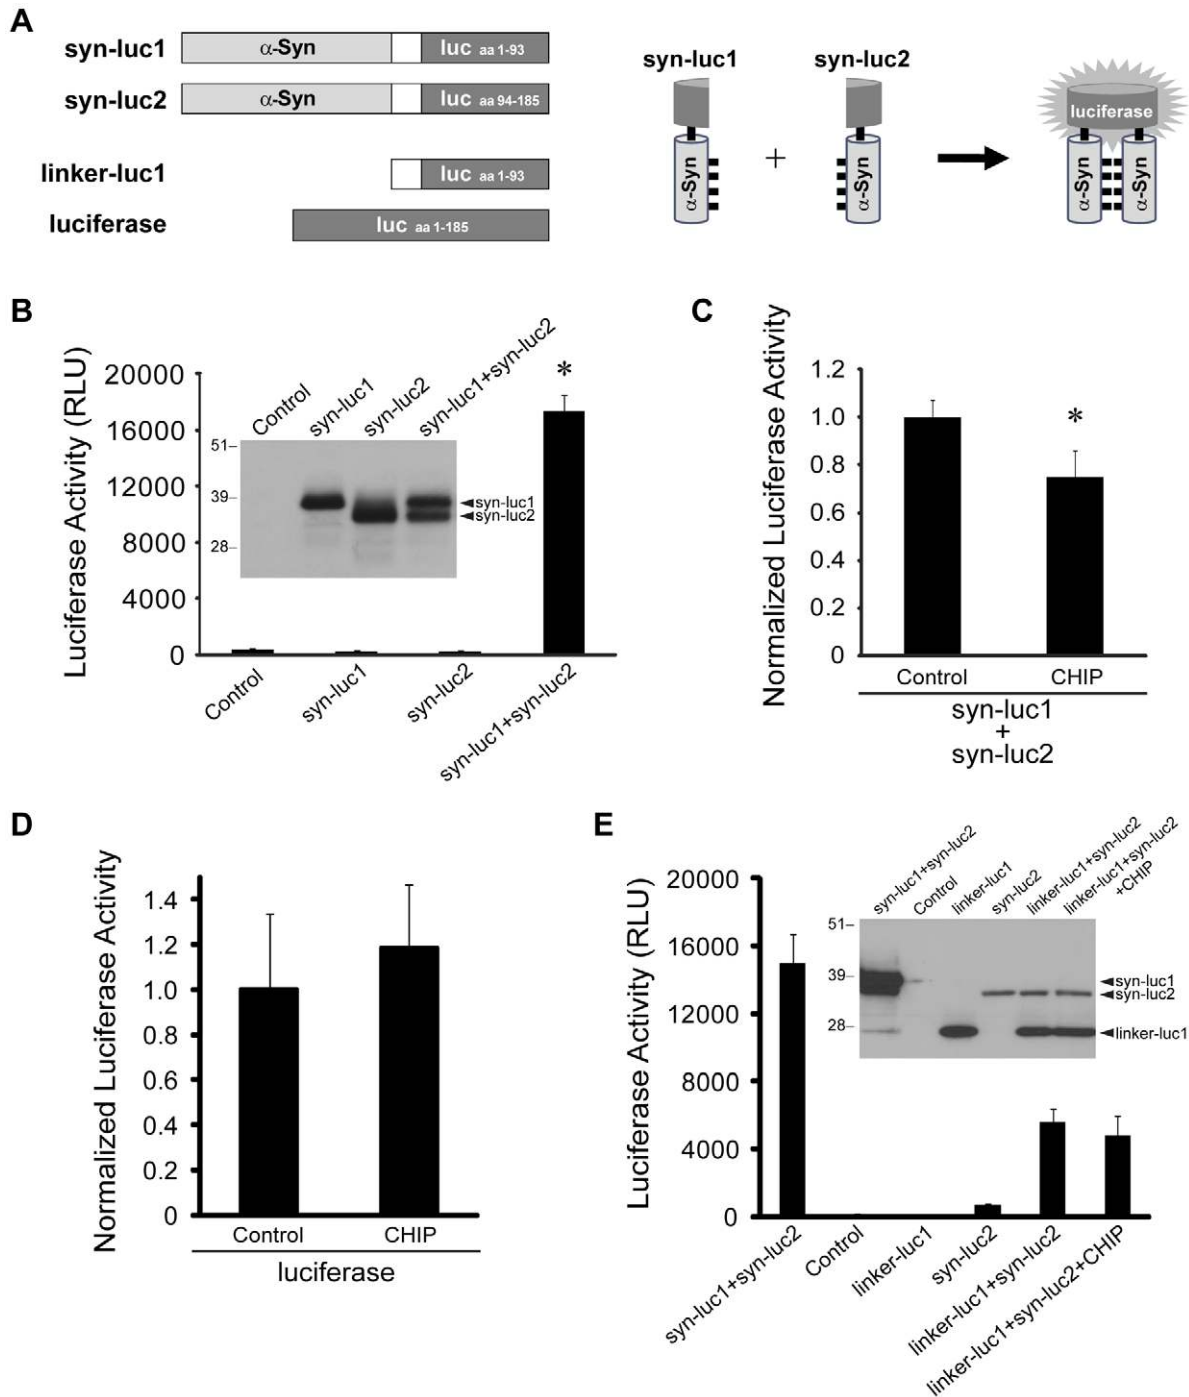 A
syn-luc1
α-Syn
luc aa 1-93
syn-luc2
α-Syn
luc aa 94-185
linker-luc1
luc aa 1-93
luciferase
luc aa 1-185
syn-luc1
syn-luc2
+
α-Syn
α-Syn
luciferase
α-Syn
α-Syn
B
Luciferase Activity (RLU)
20000
16000
12000
8000
4000
0
Control
syn-luc1
syn-luc2
syn-luc1+syn-luc2
*
51–
39–
28–
syn-luc1
syn-luc2
Control
syn-luc1
syn-luc2
syn-luc1+syn-luc2
C
Normalized Luciferase Activity
1.2
1.0
0.8
0.6
0.4
0.2
0
*
Control
CHIP
syn-luc1
+
syn-luc2
D
Normalized Luciferase Activity
1.4
1.2
1.0
0.8
0.6
0.4
0.2
0
Control
CHIP
luciferase
E
Luciferase Activity (RLU)
20000
16000
12000
8000
4000
0
syn-luc1+syn-luc2
Control
linker-luc1
syn-luc2
linker-luc1+syn-luc2
linker-luc1+syn-luc2
+CHIP
51–
39–
28–
syn-luc1
syn-luc2
linker-luc1
syn-luc1+syn-luc2
Control
linker-luc1
syn-luc2
linker-luc1+syn-luc2
linker-luc1+syn-luc2+CHIP